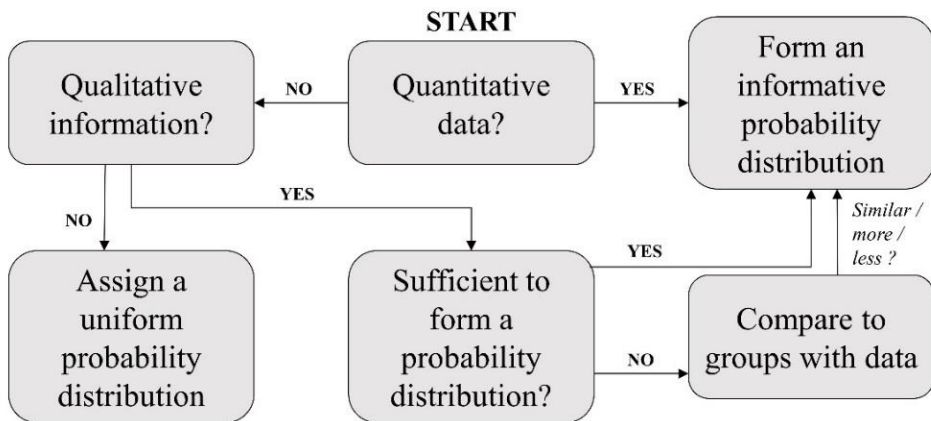 START
Qualitative
information?
NO
Quantitative
data?
YES
Form an
informative
probability
distribution
NO
YES
YES
Similar /
more /
less ?
Assign a
uniform
probability
distribution
Sufficient to
form a
probability
distribution?
NO
Compare to
groups with data